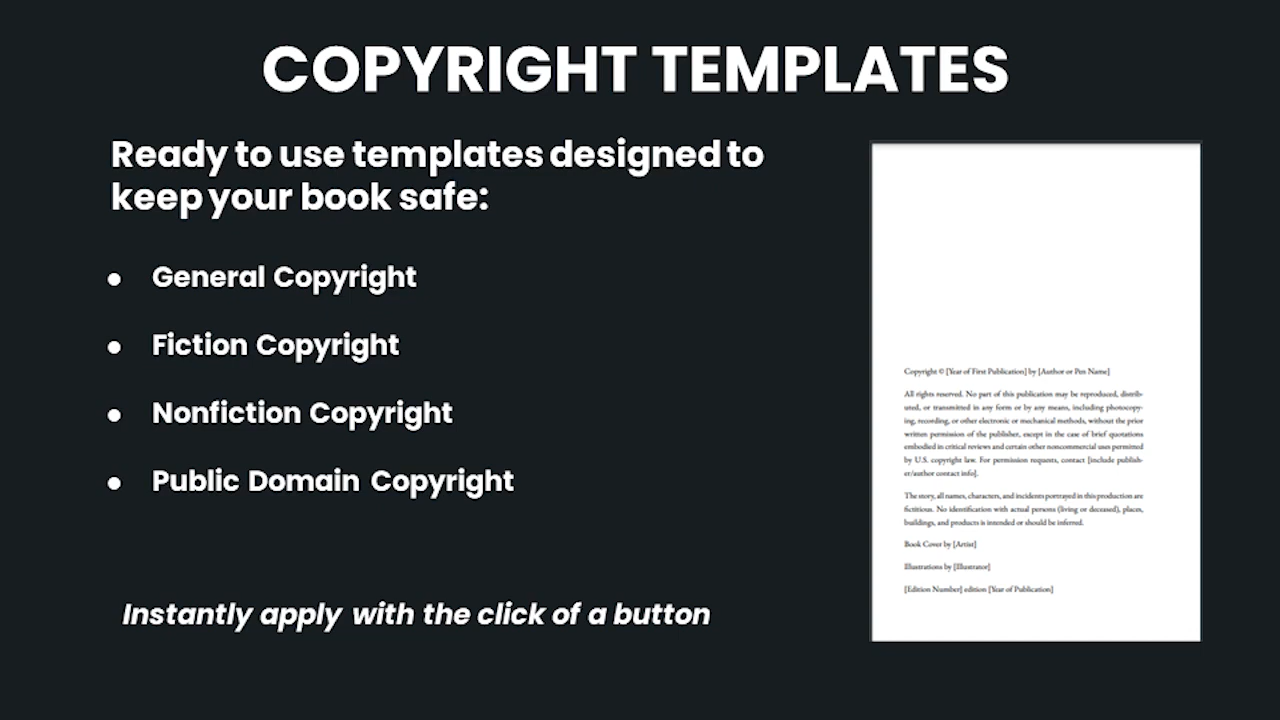 COPYRIGHT TEMPLATES
Ready to use templates designed to
keep your book safe:
• General Copyright
• Fiction Copyright
• Nonfiction Copyright
• Public Domain Copyright
Instantly apply with the click of a button
Copyright © [Year of First Publication] by [Author or Pen Name]
All rights reserved. No part of this publication may be reproduced, distrib-
uted, or transmitted in any form or by any means, including photocopy-
ing, recording, or other electronic or mechanical methods, without the prior
written permission of the publisher, except in the case of brief quotations
embodied in critical reviews and certain other noncommercial uses permitted
by U.S. copyright law. For permission requests, contact [include publish-
er/author contact info].
The story, all names, characters, and incidents portrayed in this production are
fictitious. No identification with actual persons (living or deceased), places,
buildings, and products is intended or should be inferred.
Book Cover by [Artist]
Illustrations by [Illustrator]
[Edition Number] edition [Year of Publication]